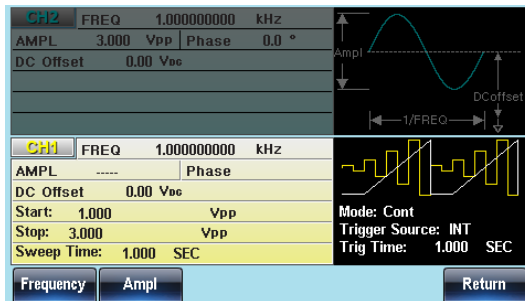 CH2 FREQ 1.000000000 kHz
AMPL 3.000 Vpp Phase 0.0 °
DC Offset 0.00 VDC
Ampl
DCoffset
1/FREQ
CH1 FREQ 1.000000000 kHz
AMPL ----- Phase
DC Offset 0.00 VDC
Start: 1.000 Vpp
Stop: 3.000 Vpp
Sweep Time: 1.000 SEC
Mode: Cont
Trigger Source: INT
Trig Time: 1.000 SEC
Frequency Ampl Return